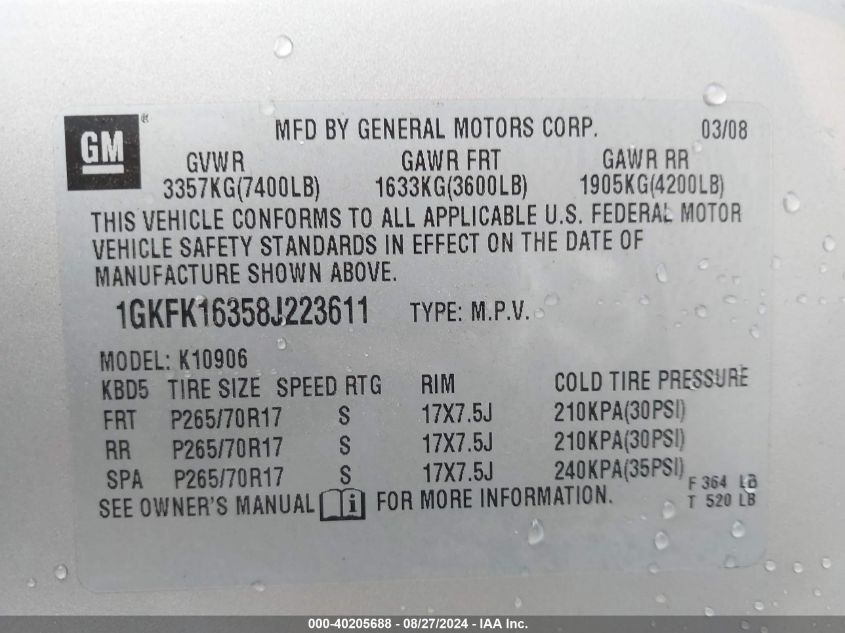 GM ® MFD BY GENERAL MOTORS CORP. 03/08
GVWR GAWR FRT GAWR RR
3357KG(7400LB) 1633KG(3600LB) 1905KG(4200LB)
THIS VEHICLE CONFORMS TO ALL APPLICABLE U.S. FEDERAL MOTOR
VEHICLE SAFETY STANDARDS IN EFFECT ON THE DATE OF
MANUFACTURE SHOWN ABOVE.
1GKFK16358J223611 TYPE: M.P.V.
MODEL: K10906
KBD5 TIRE SIZE SPEED RTG RIM COLD TIRE PRESSURE
FRT P265/70R17 S 17X7.5J 210KPA(30PSI)
RR P265/70R17 S 17X7.5J 210KPA(30PSI)
SPA P265/70R17 S 17X7.5J 240KPA(35PSI)
F 364 LB
SEE OWNER'S MANUAL i FOR MORE INFORMATION.
T 520 LB
000-40205688 - 08/27/2024 - IAA Inc.